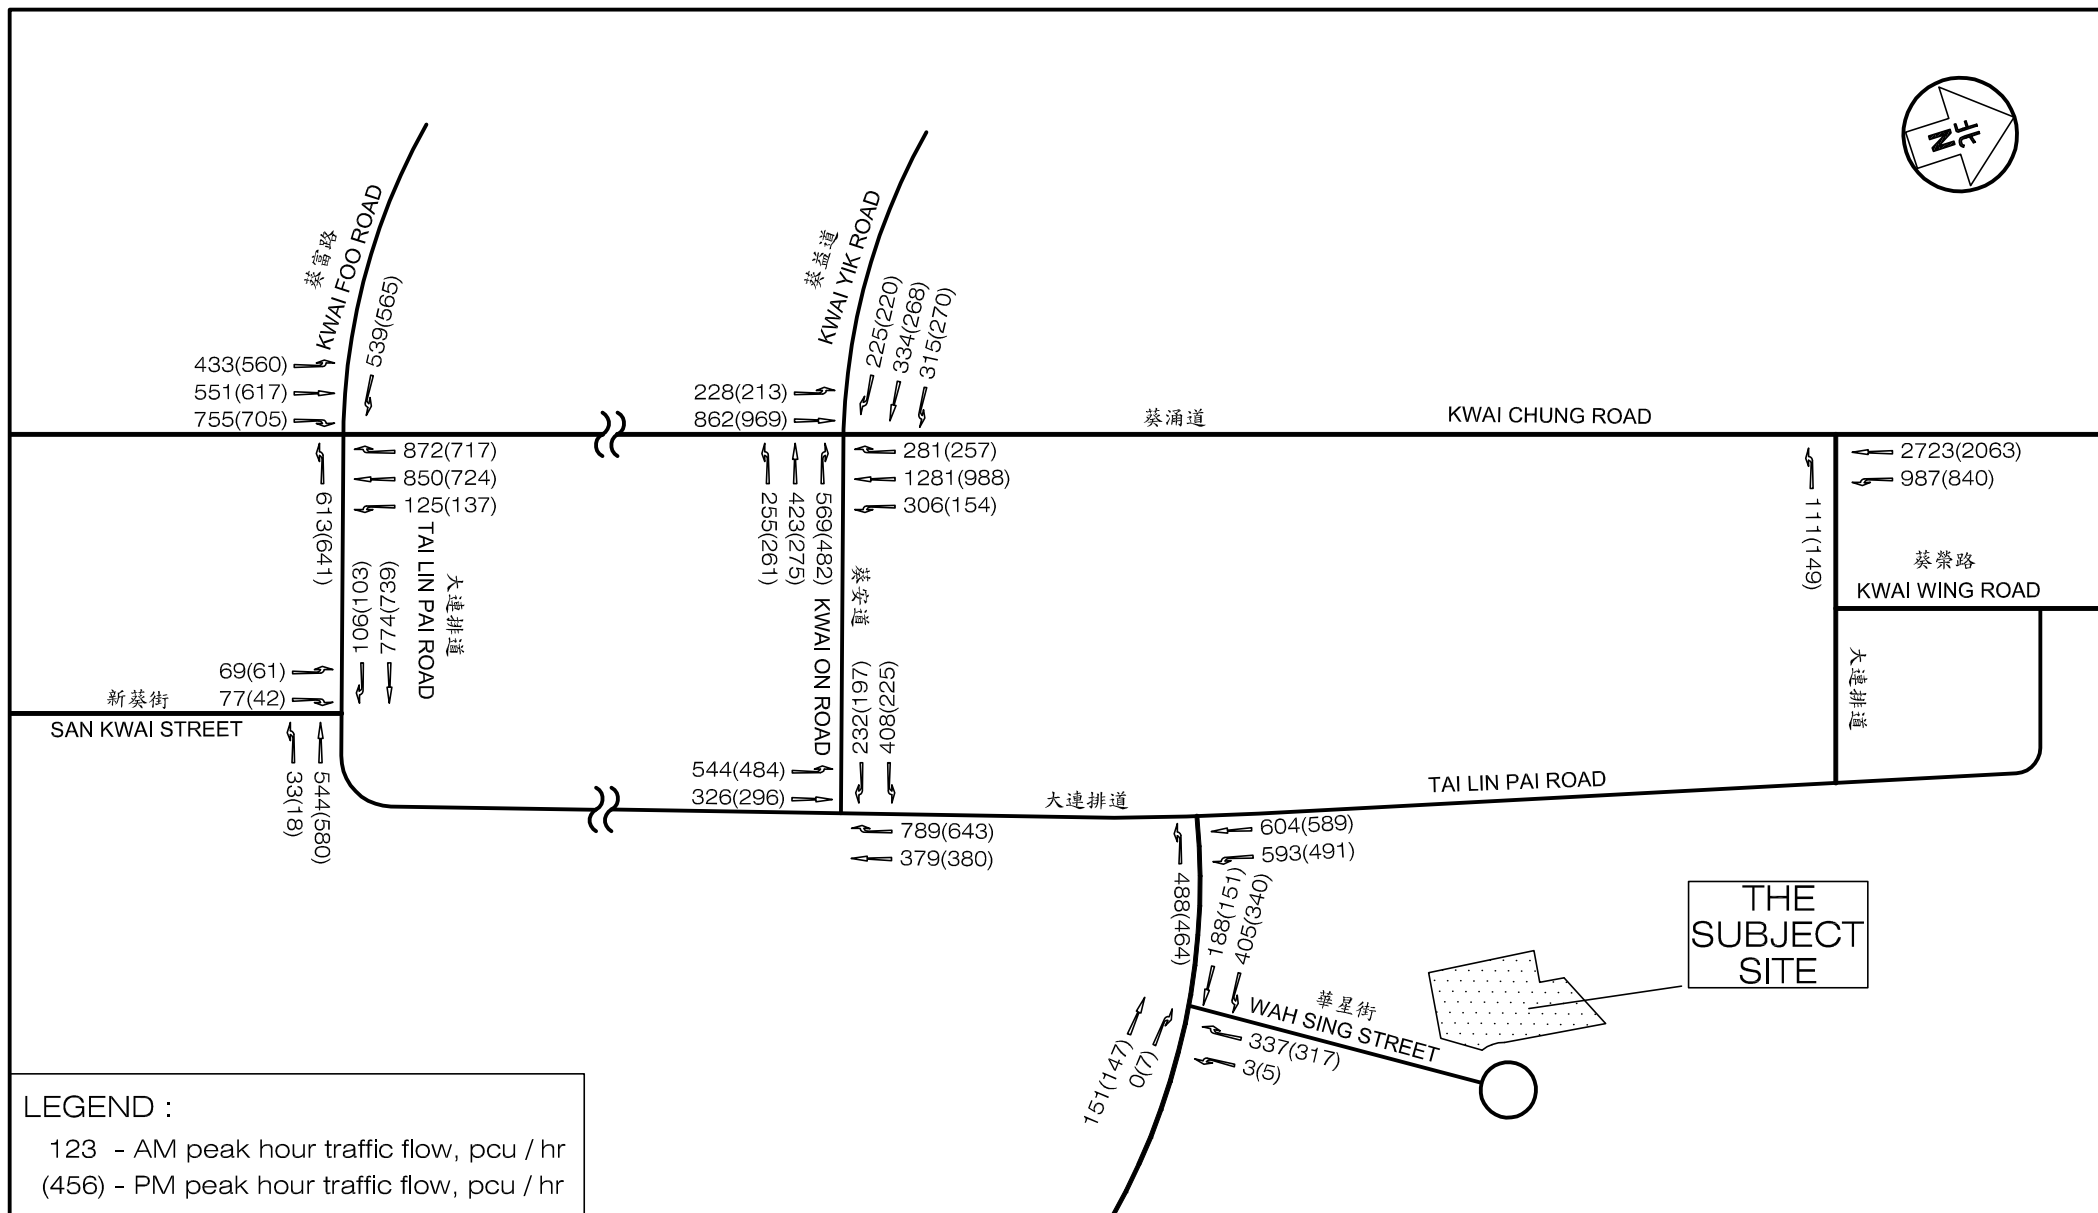 北
N
葵富路
KWAI FOO ROAD
539(565)
433(560)
551(617)
755(705)
葵益道
KWAI YIK ROAD
225(220)
334(268)
315(270)
228(213)
862(969)
葵涌道
KWAI CHUNG ROAD
872(717)
850(724)
125(137)
613(641)
281(257)
1281(988)
306(154)
255(261)
423(275)
569(482)
2723(2063)
987(840)
111(149)
葵榮路
KWAI WING ROAD
106(103)
774(739)
TAI LIN PAI ROAD
大連排道
葵安道
KWAI ON ROAD
232(197)
408(225)
69(61)
77(42)
新葵街
SAN KWAI STREET
33(18)
544(580)
544(484)
326(296)
大連排道
大連排道
TAI LIN PAI ROAD
789(643)
379(380)
604(589)
593(491)
488(464)
188(151)
405(340)
THE
SUBJECT
SITE
華星街
WAH SING STREET
337(317)
3(5)
151(147)
0(7)
LEGEND :
123 - AM peak hour traffic flow, pcu / hr
(456) - PM peak hour traffic flow, pcu / hr